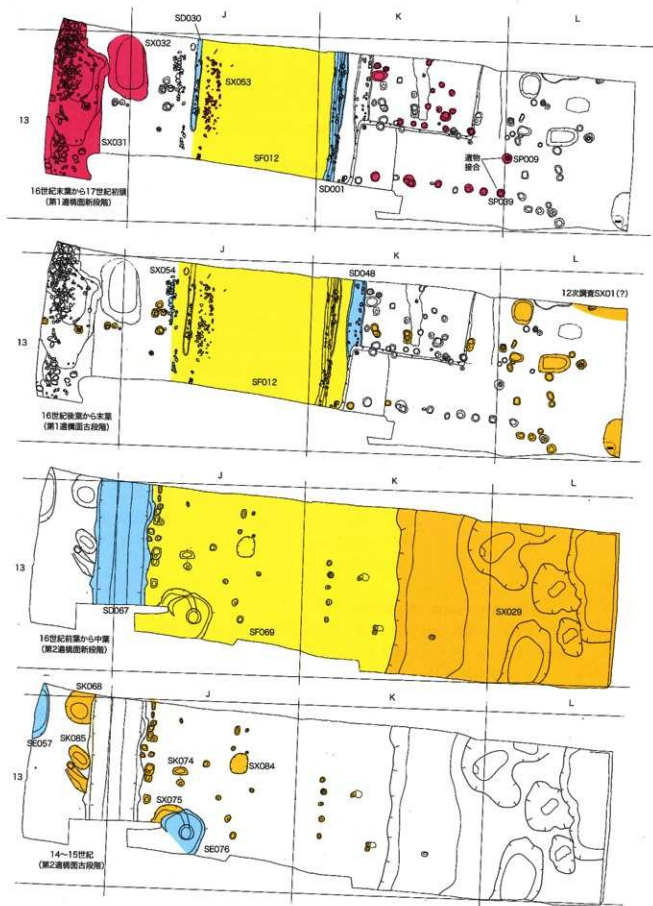 J
K
L
SD030
SX032
SX053
13
SX031
SF012
遺物
接合
SP009
SP039
SD001
16世紀末葉から17世紀初頭
(第1遺構面新段階)
J
K
L
SX054
SD048
12次調査SX01(?)
13
SF012
16世紀後葉から末葉
(第1遺構面古段階)
J
K
L
13
SD067
SF069
SX029
16世紀前葉から中葉
(第2遺構面新段階)
J
K
L
SK068
SE057
SK085
SK074
SX084
13
SX075
SE076
14〜15世紀
(第2遺構面古段階)